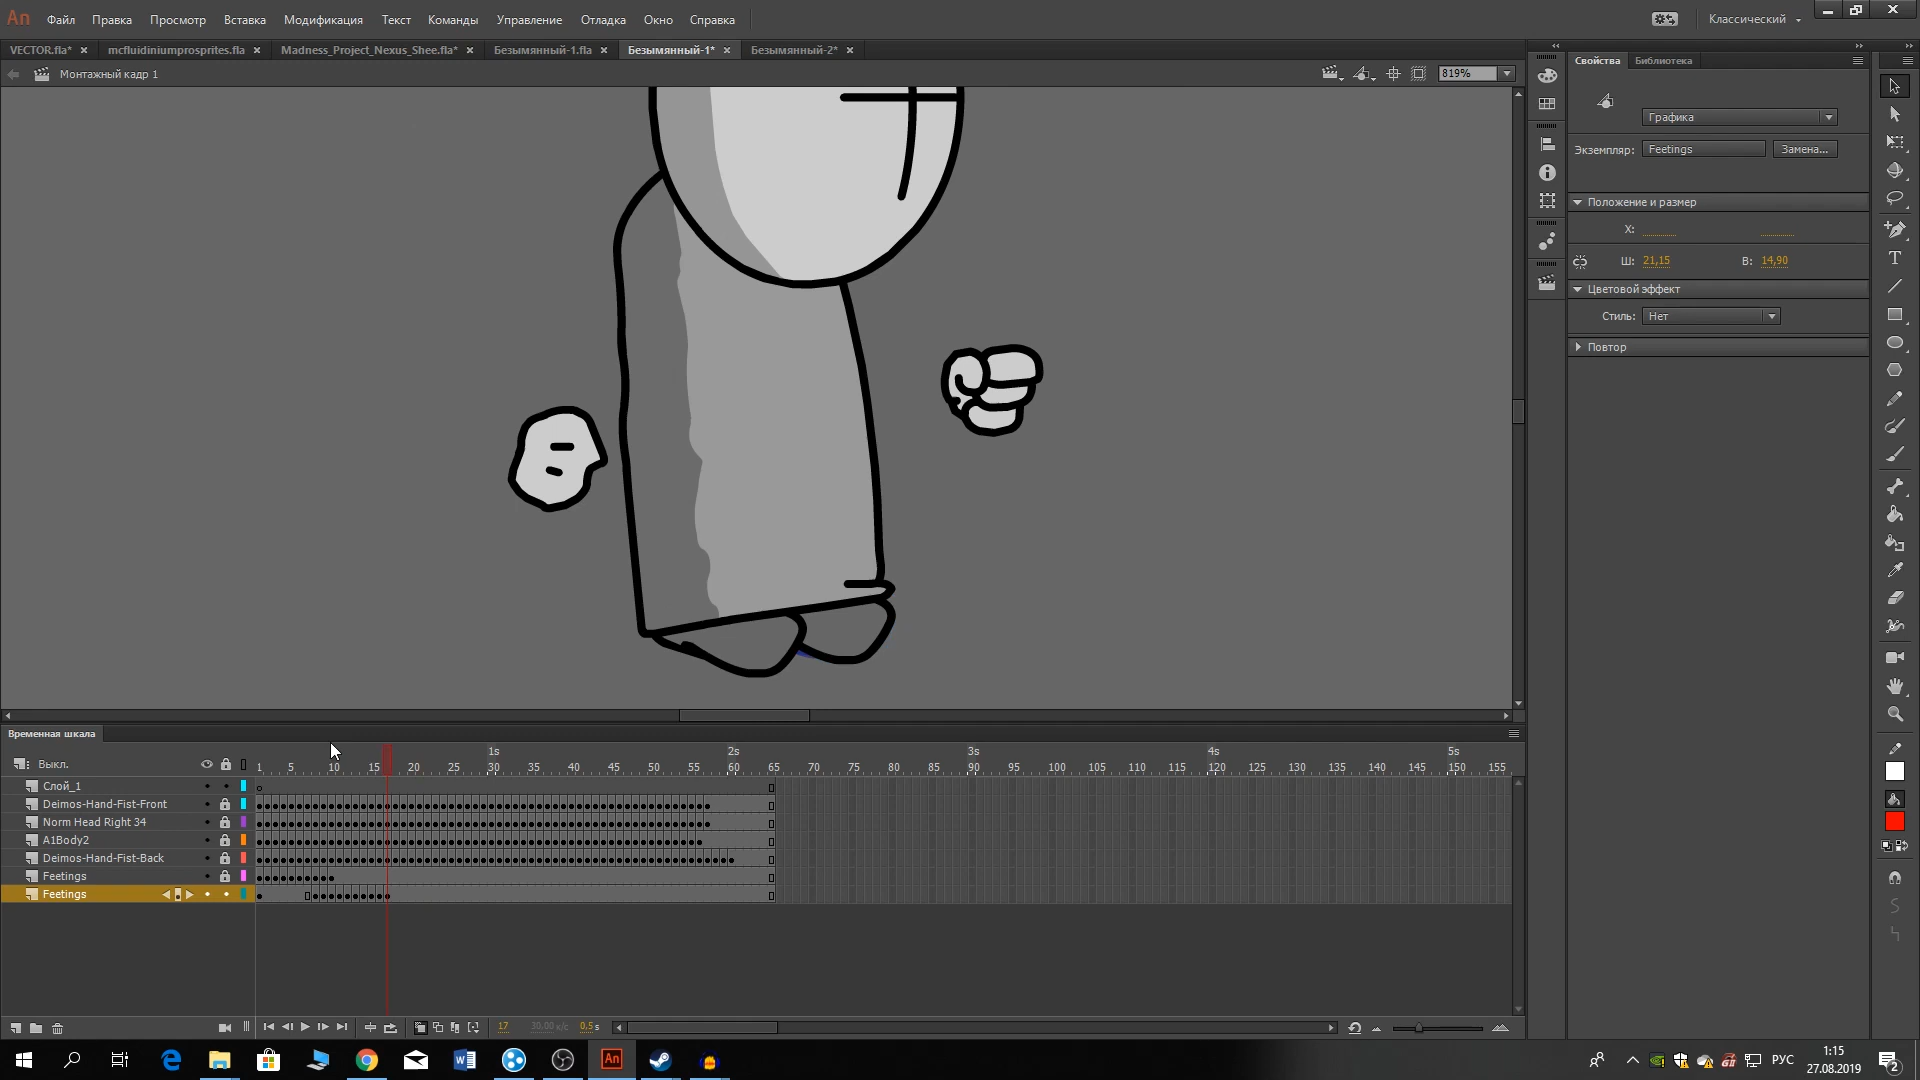 An Файл Правка Просмотр Вставка Модификация Текст Команды Управление Отладка Окно Справка Классический
VECTOR.fla* mcfluidiniumprosprites.fla Madness_Project_Nexus_Shee.fla* Безымянный-1.fla Безымянный-1* Безымянный-2*
Монтажный кадр 1 819%
Свойства Библиотека
Графика
Экземпляр: Feetings Замена...
Положение и размер
X:
Ш: 21,15 В: 14,90
Цветовой эффект
Стиль: Нет
Повтор
Временная шкала
1s 2s 3s 4s 5s
Выкл. 1 5 10 15 20 25 30 35 40 45 50 55 60 65 70 75 80 85 90 95 100 105 110 115 120 125 130 135 140 145 150 155
Слой_1
Deimos-Hand-Fist-Front
Norm Head Right 34
A1Body2
Deimos-Hand-Fist-Back
Feetings
Feetings
17 30,00 к/с 0,5 s
An РУС 1:15
27.08.2019 2